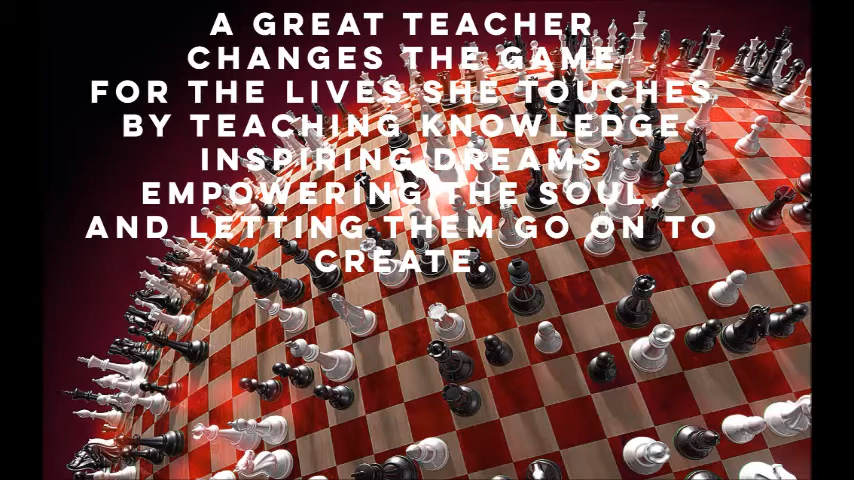 A GREAT TEACHER
CHANGES THE GAME
FOR THE LIVES SHE TOUCHES
BY TEACHING KNOWLEDGE
INSPIRING DREAMS
EMPOWERING THE SOUL,
AND LETTING THEM GO ON TO
CREATE.